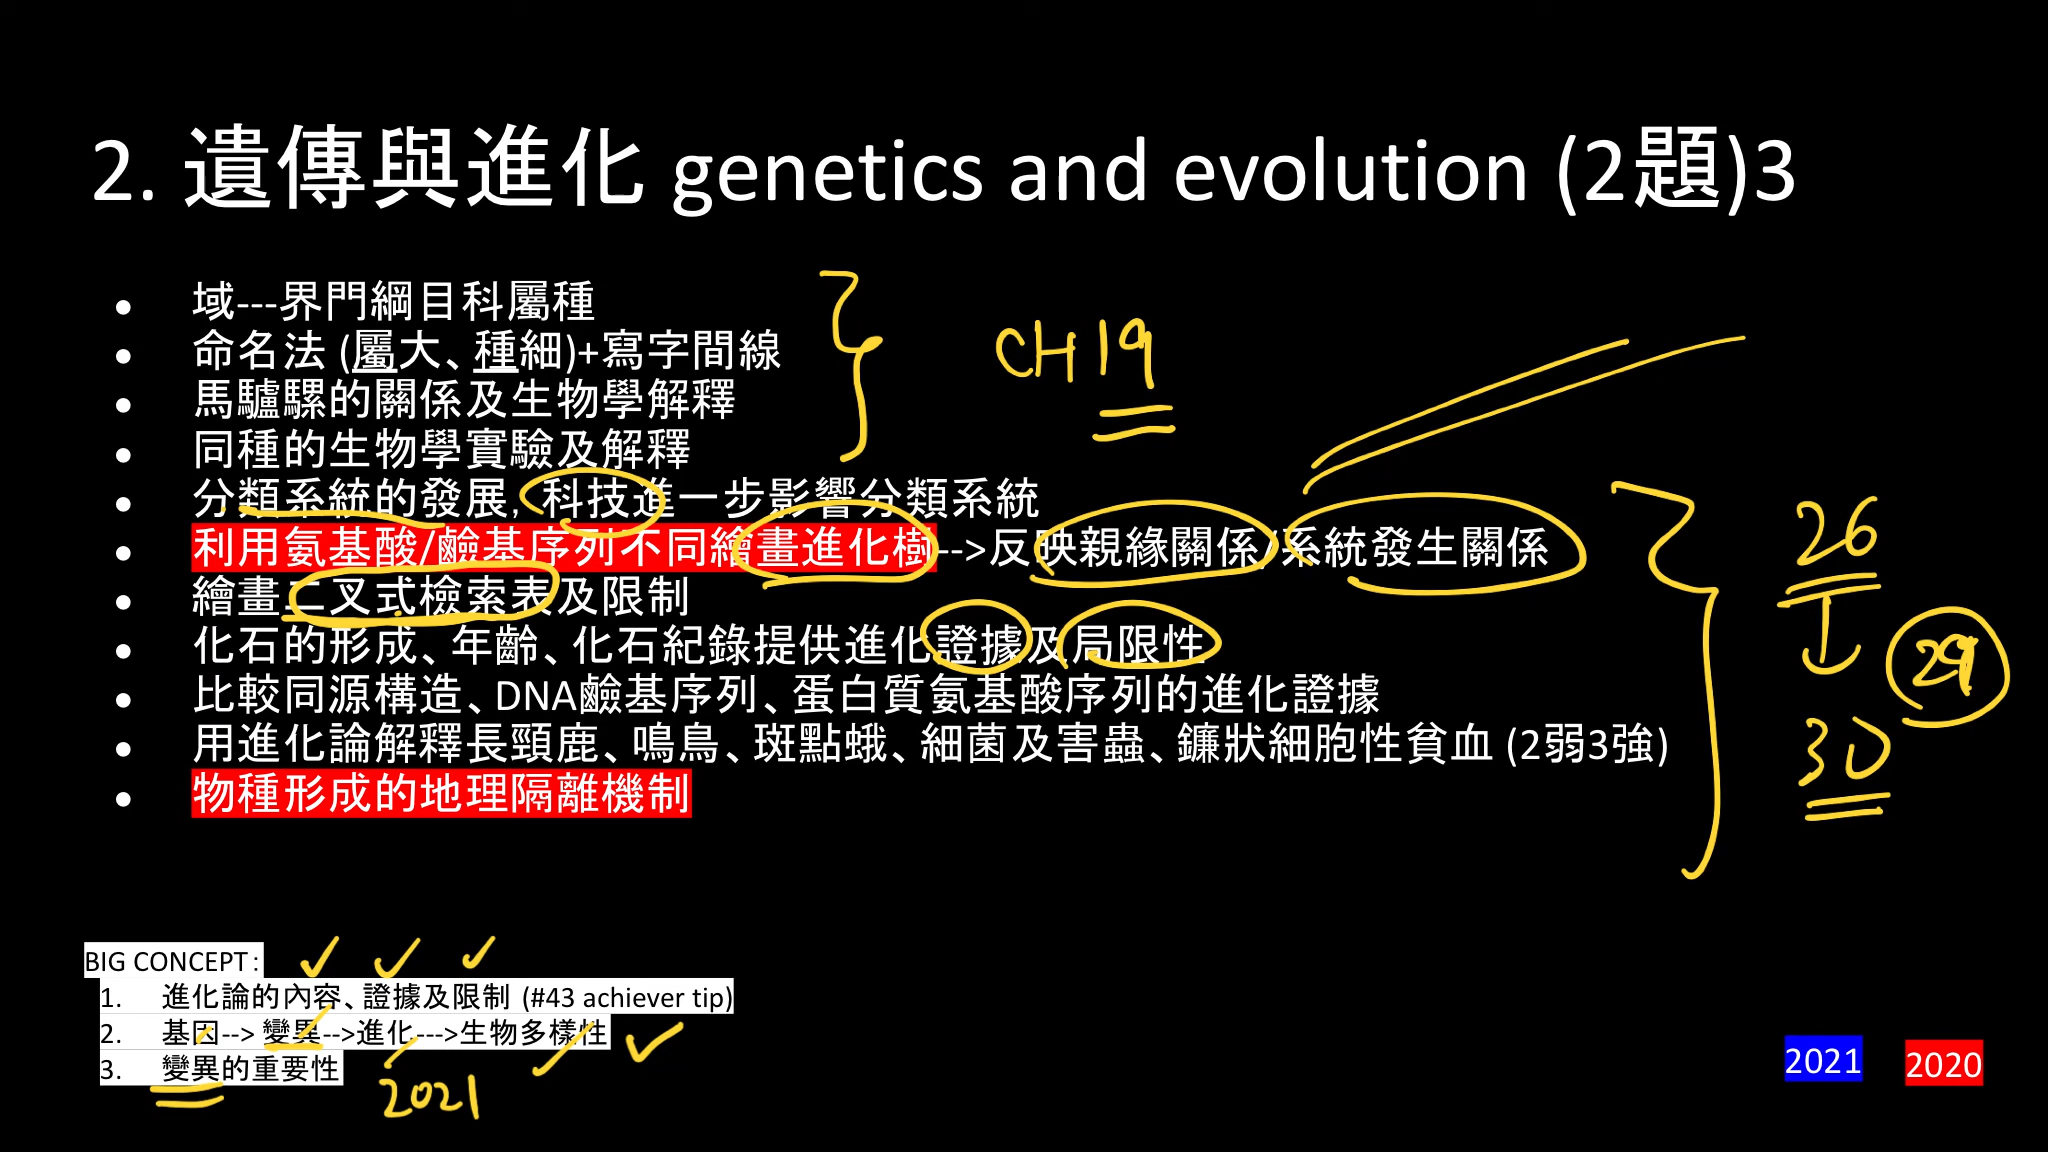 2. 遺傳與進化 genetics and evolution (2題)3
● 域---界門綱目科屬種
● 命名法 (屬大、種細)+寫字間線
● 馬驢騾的關係及生物學解釋
● 同種的生物學實驗及解釋
● 分類系統的發展, 科技進一步影響分類系統
● 利用氨基酸/鹼基序列不同繪畫進化樹-->反映親緣關係/系統發生關係
● 繪畫二叉式檢索表及限制
● 化石的形成、年齡、化石紀錄提供進化證據及局限性
● 比較同源構造、DNA鹼基序列、蛋白質氨基酸序列的進化證據
● 用進化論解釋長頸鹿、鳴鳥、斑點蛾、細菌及害蟲、鐮狀細胞性貧血 (2弱3強)
● 物種形成的地理隔離機制
CH 19
26
29
30
BIG CONCEPT:
1. 進化論的內容、證據及限制 (#43 achiever tip)
2. 基因--> 變異-->進化--->生物多樣性
3. 變異的重要性
2021
2021
2020